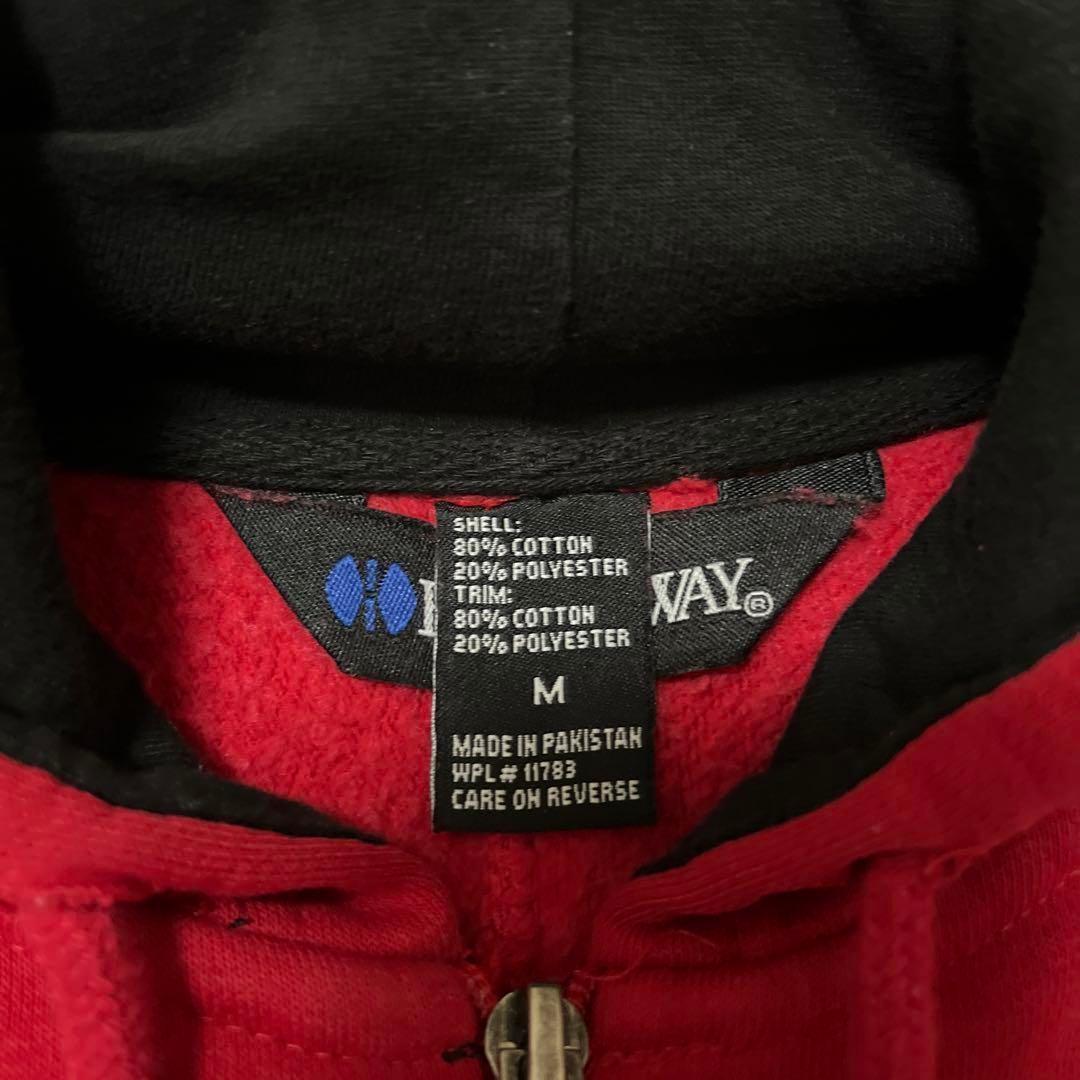 SHELL:
80% COTTON
20% POLYESTER
TRIM:
80% COTTON
20% POLYESTER
M
MADE IN PAKISTAN
WPL # 11783
CARE ON REVERSE
WAY®